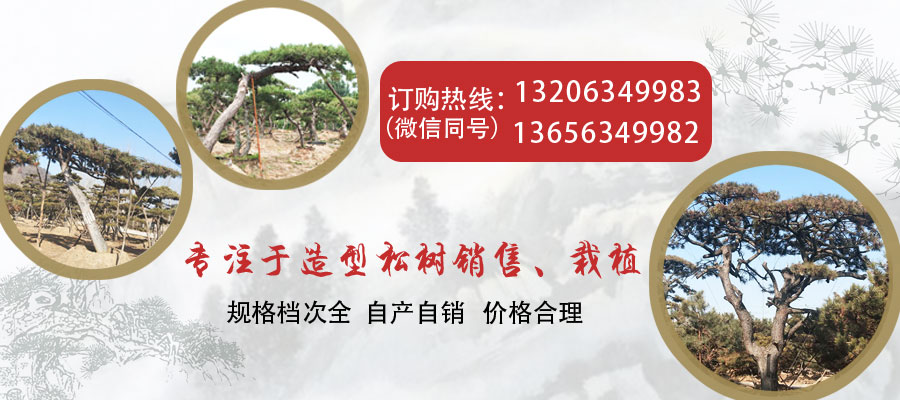 订购热线：13206349983
（微信同号）13656349982
专注于造型松树销售、栽植
规格档次全 自产自销 价格合理